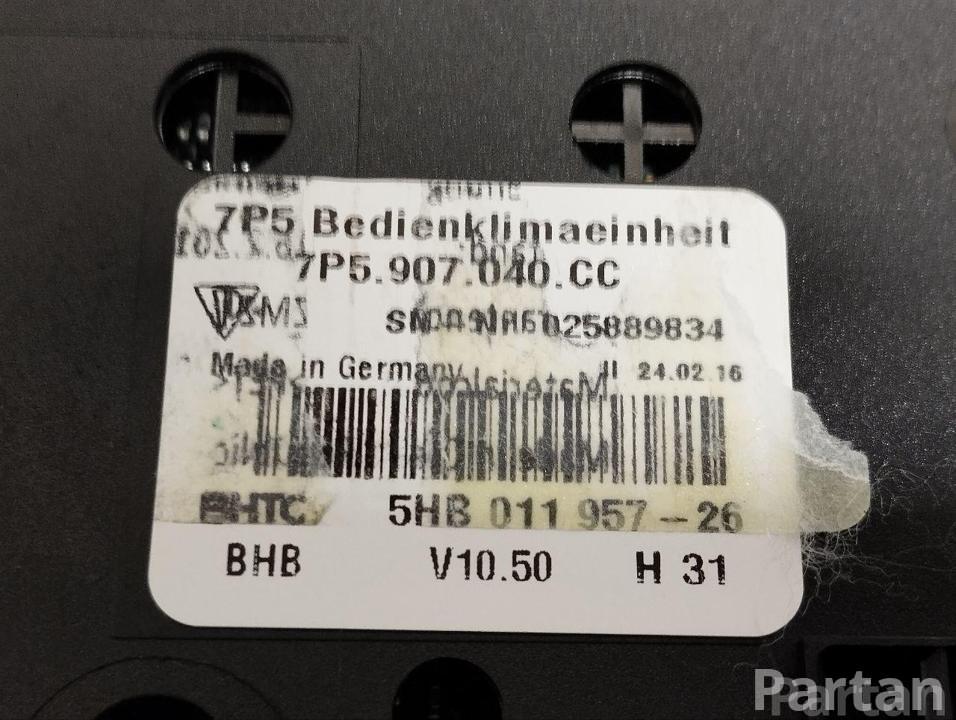 7P5 Bedienklimaeinheit
7P5.907.040.CC
025889834
Made in Germany 24.02.16
BHTC 5HB 011 957-26
BHB V10.50 H 31
Partan